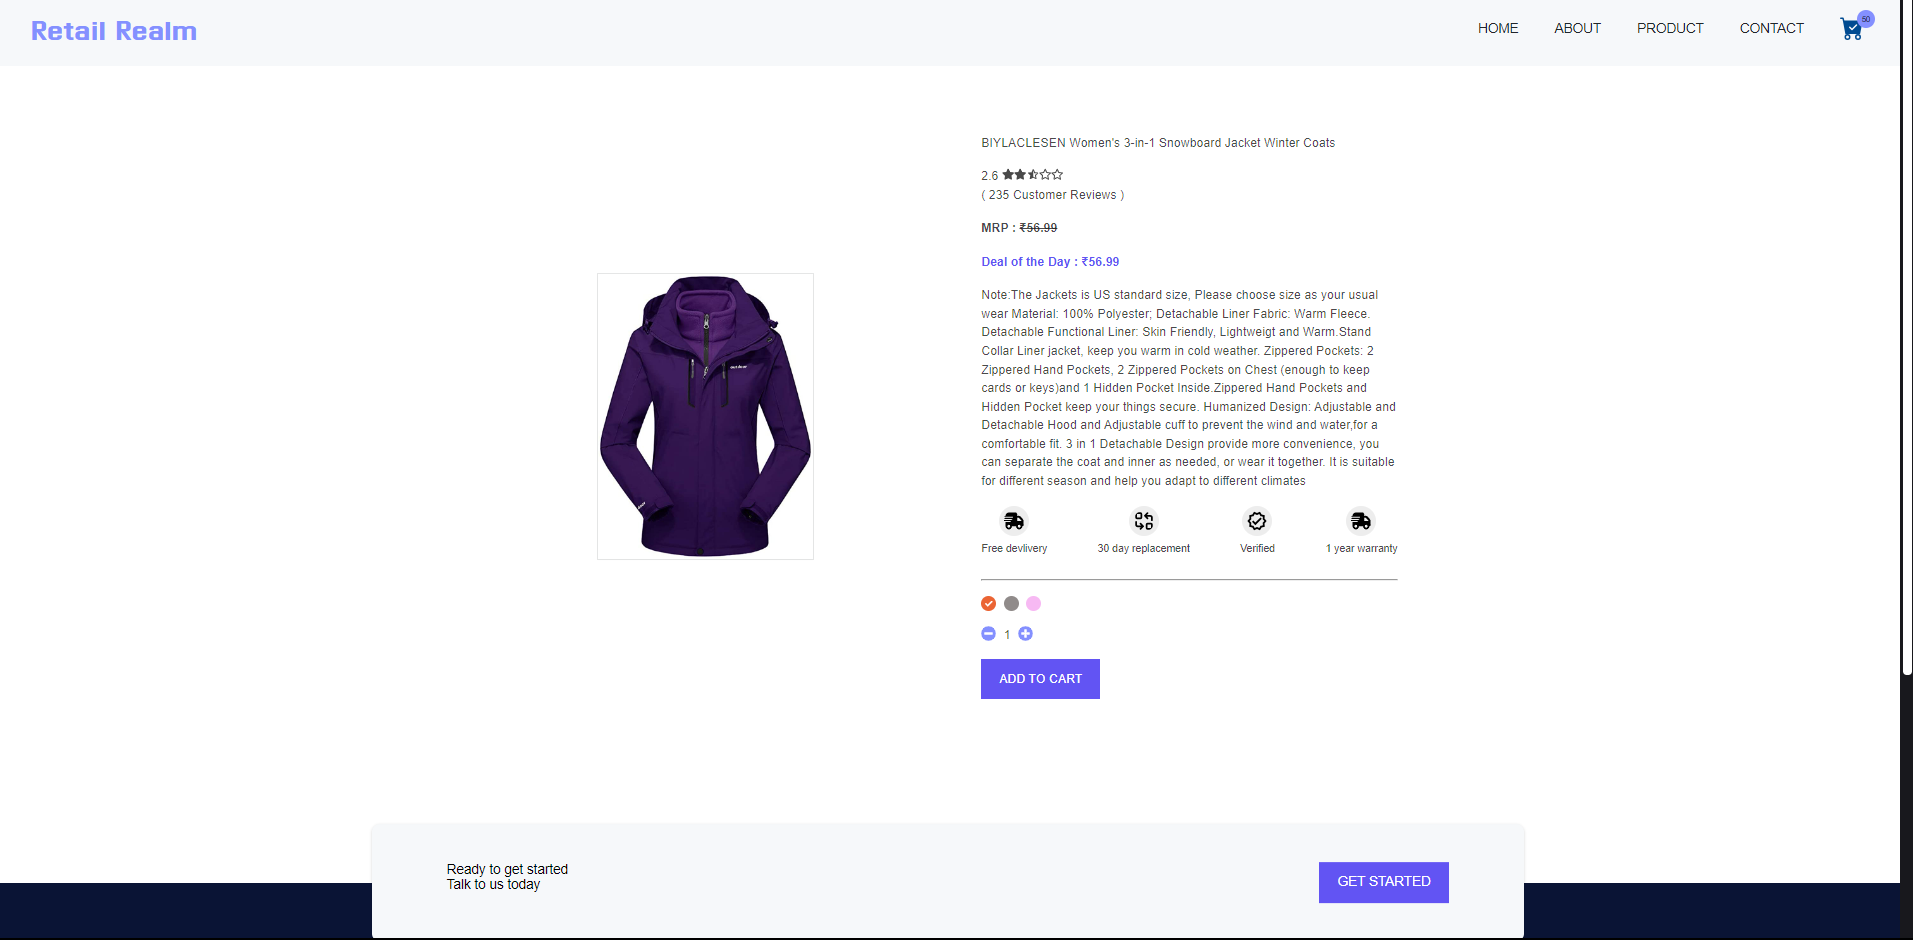 Retail Realm
HOME ABOUT PRODUCT CONTACT 50
BIYLACLESEN Women's 3-in-1 Snowboard Jacket Winter Coats
2.6
( 235 Customer Reviews )
MRP : ₹56.99
Deal of the Day : ₹56.99
Note:The Jackets is US standard size, Please choose size as your usual
wear Material: 100% Polyester; Detachable Liner Fabric: Warm Fleece.
Detachable Functional Liner: Skin Friendly, Lightweigt and Warm.Stand
Collar Liner jacket, keep you warm in cold weather. Zippered Pockets: 2
Zippered Hand Pockets, 2 Zippered Pockets on Chest (enough to keep
cards or keys)and 1 Hidden Pocket Inside.Zippered Hand Pockets and
Hidden Pocket keep your things secure. Humanized Design: Adjustable and
Detachable Hood and Adjustable cuff to prevent the wind and water,for a
comfortable fit. 3 in 1 Detachable Design provide more convenience, you
can separate the coat and inner as needed, or wear it together. It is suitable
for different season and help you adapt to different climates
outdoor
Free devlivery 30 day replacement Verified 1 year warranty
1
ADD TO CART
Ready to get started
Talk to us today
GET STARTED